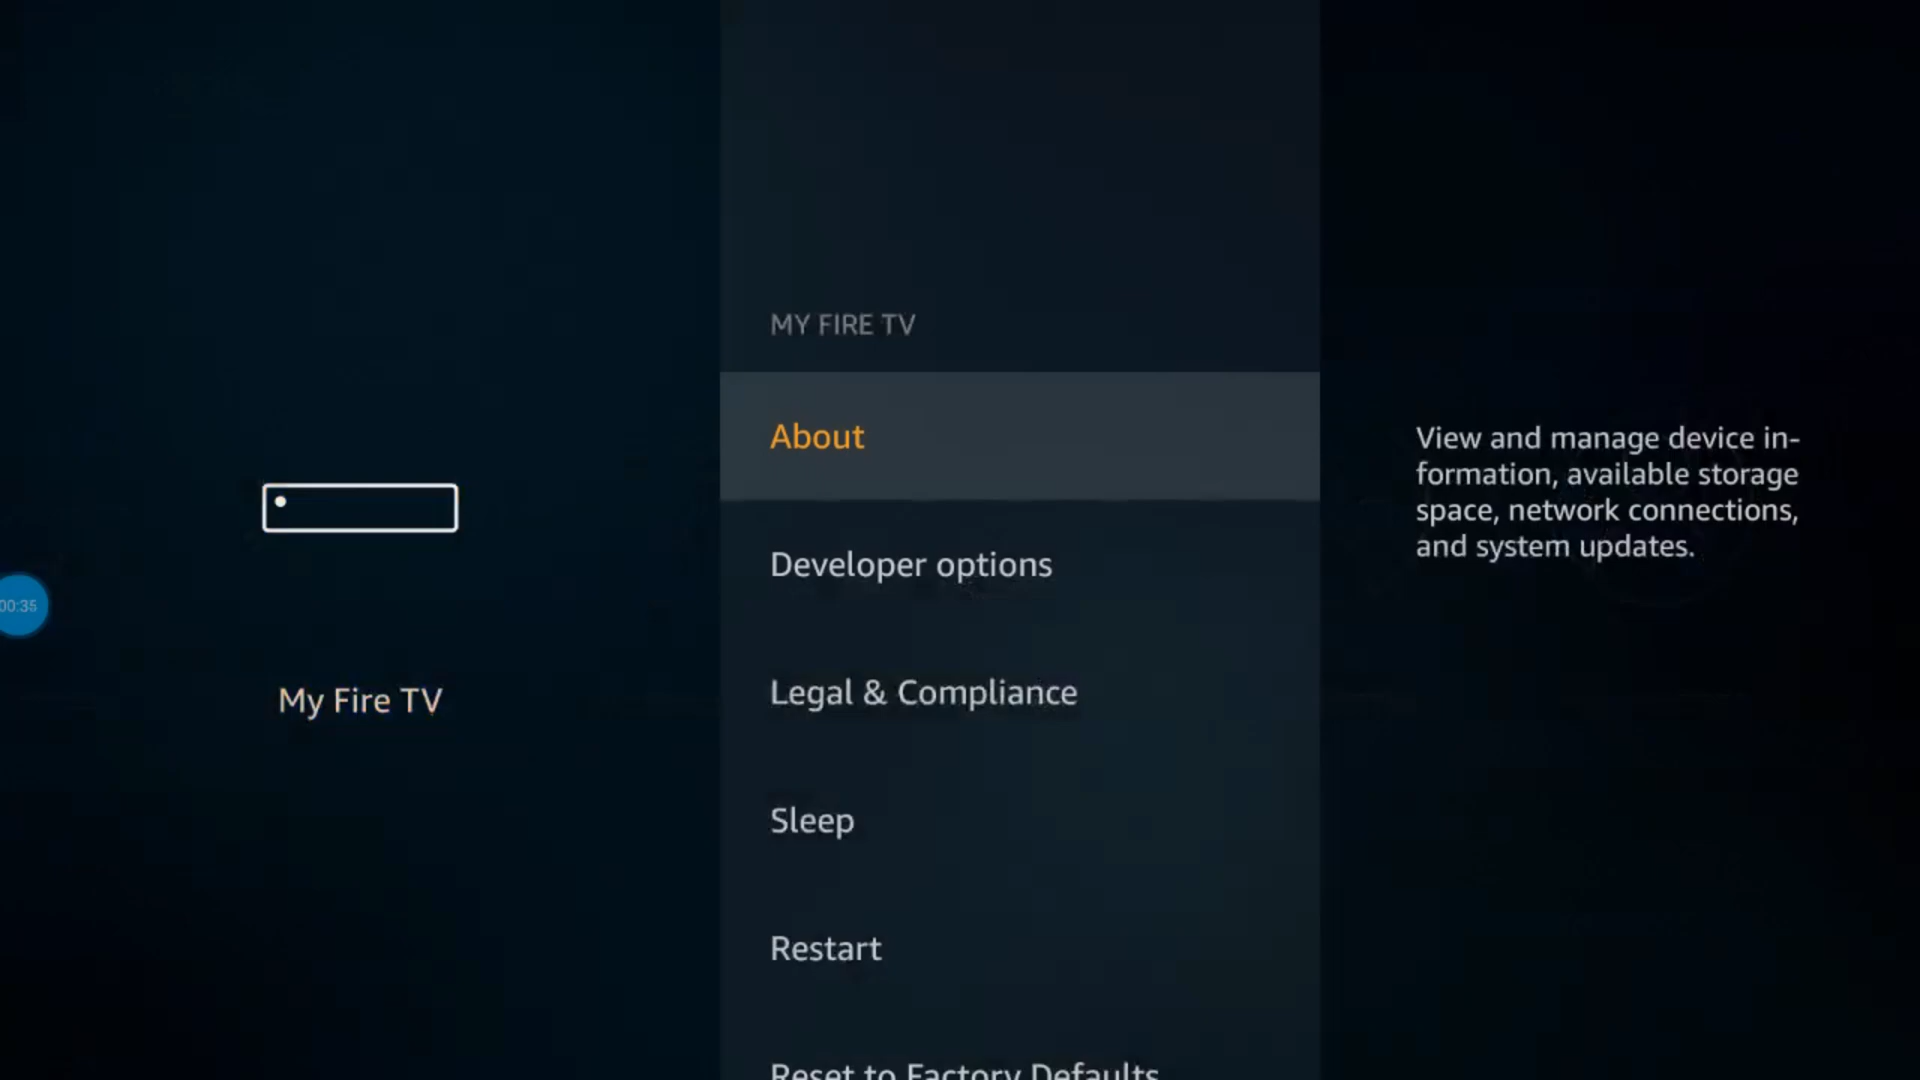 MY FIRE TV
About
Developer options
Legal & Compliance
Sleep
Restart
Reset to Factory Defaults
My Fire TV
00:35
View and manage device in-
formation, available storage
space, network connections,
and system updates.